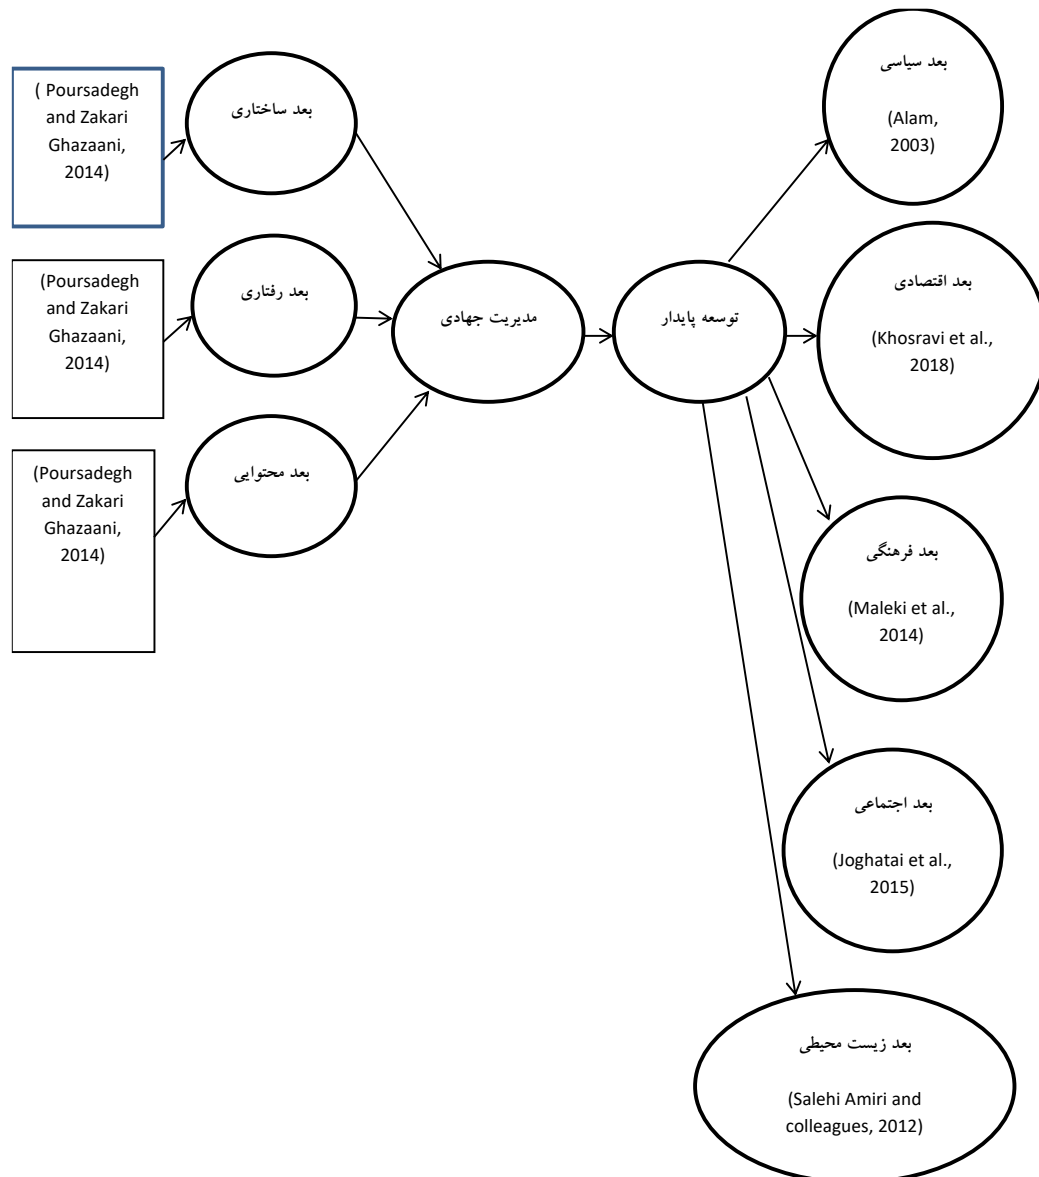 ( Poursadegh
and Zakari
Ghazaani,
2014)
بعد ساختاری
(Poursadegh
and Zakari
Ghazaani,
2014)
بعد رفتاری
(Poursadegh
and Zakari
Ghazaani,
2014)
بعد محتوایی
مدیریت جهادی
توسعه پایدار
بعد سیاسی
(Alam,
2003)
بعد اقتصادی
(Khosravi et al.,
2018)
بعد فرهنگی
(Maleki et al.,
2014)
بعد اجتماعی
(Joghatai et al.,
2015)
بعد زیست محیطی
(Salehi Amiri and
colleagues, 2012)